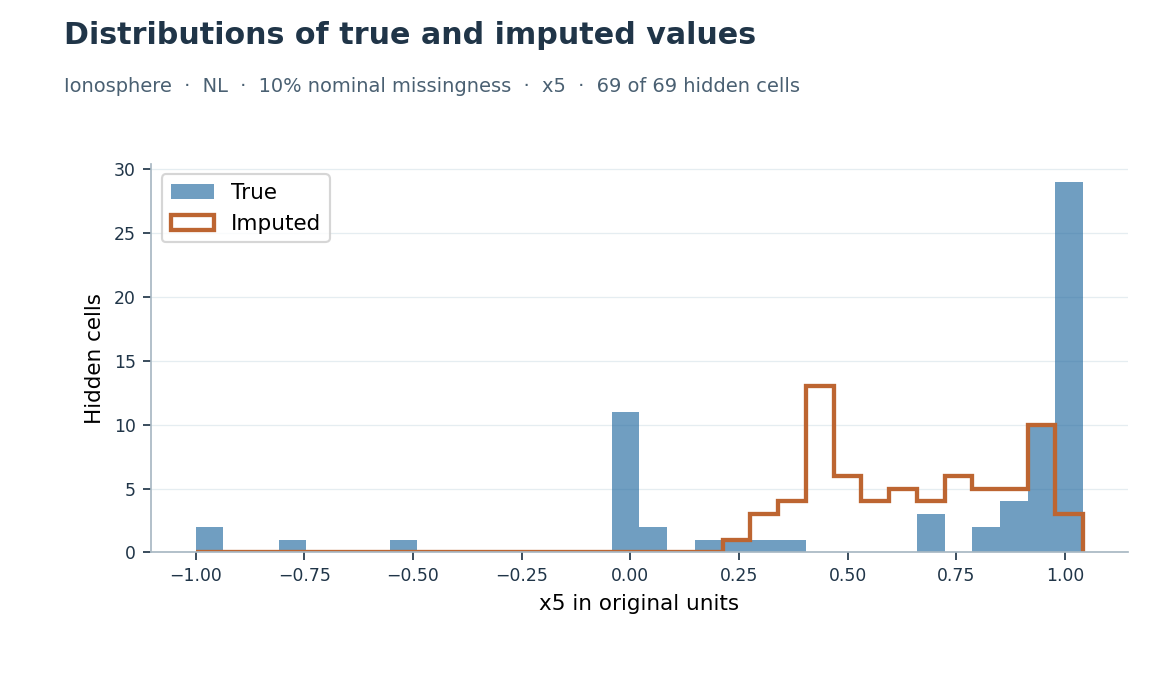 Distributions of true and imputed values
Ionosphere · NL · 10% nominal missingness · x5 · 69 of 69 hidden cells
True
Imputed
Hidden cells
30
25
20
15
10
5
0
−1.00 −0.75 −0.50 −0.25 0.00 0.25 0.50 0.75 1.00
x5 in original units